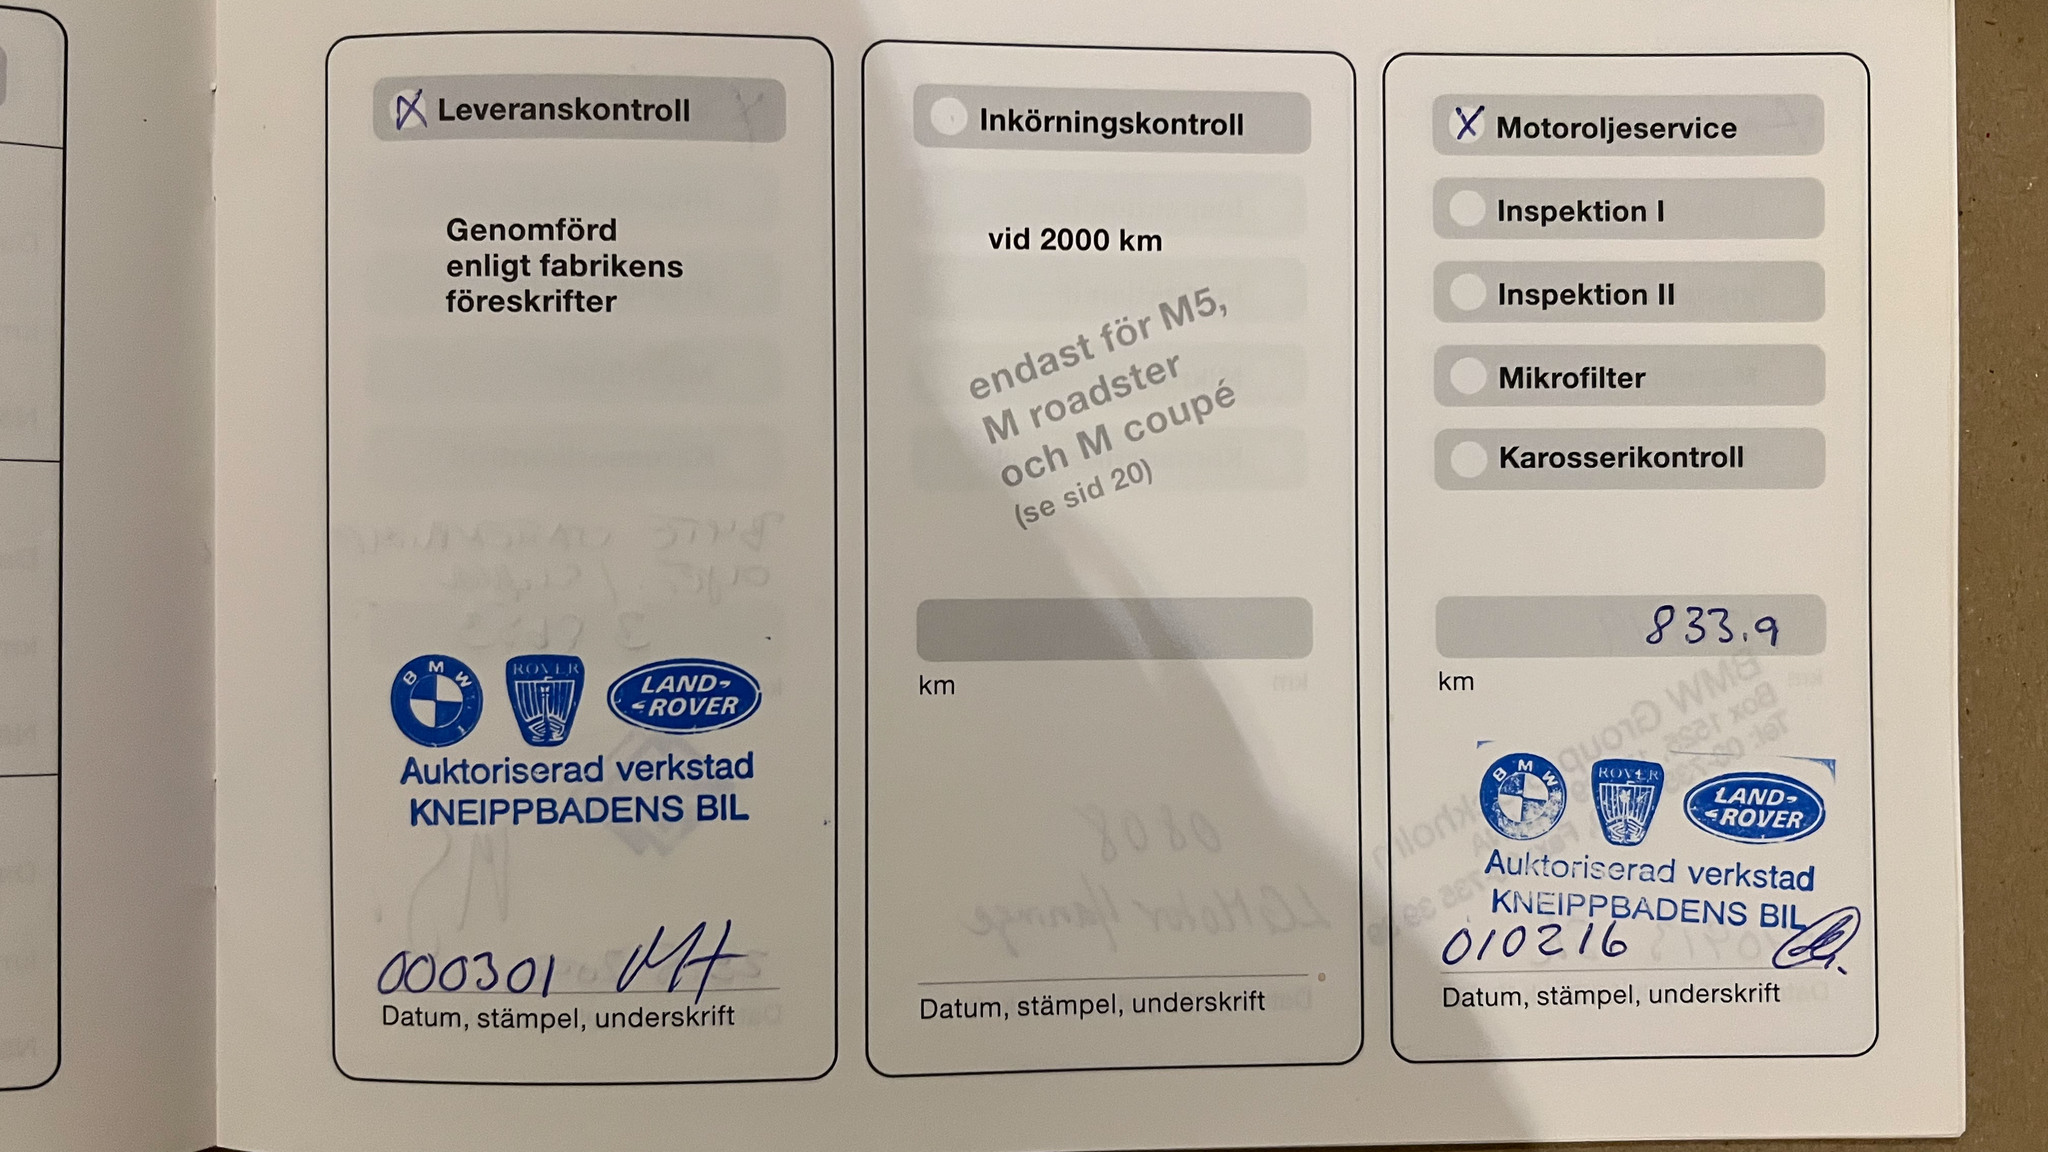 X Leveranskontroll
Genomförd
enligt fabrikens
föreskrifter
BMW ROVER LAND-ROVER
Auktoriserad verkstad
KNEIPPBADENS BIL
000301
Datum, stämpel, underskrift
Inkörningskontroll
vid 2000 km
endast för M5,
M roadster
och M coupé
(se sid 20)
km
Datum, stämpel, underskrift
X Motoroljeservice
Inspektion I
Inspektion II
Mikrofilter
Karosserikontroll
833.9
km
BMW ROVER LAND-ROVER
Auktoriserad verkstad
KNEIPPBADENS BIL
010216
Datum, stämpel, underskrift